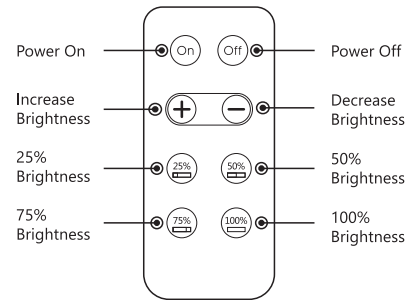 Power On
On
Off
Power Off
Increase
Brightness
+
−
Decrease
Brightness
25%
Brightness
25%
50%
50%
Brightness
75%
Brightness
75%
100%
100%
Brightness